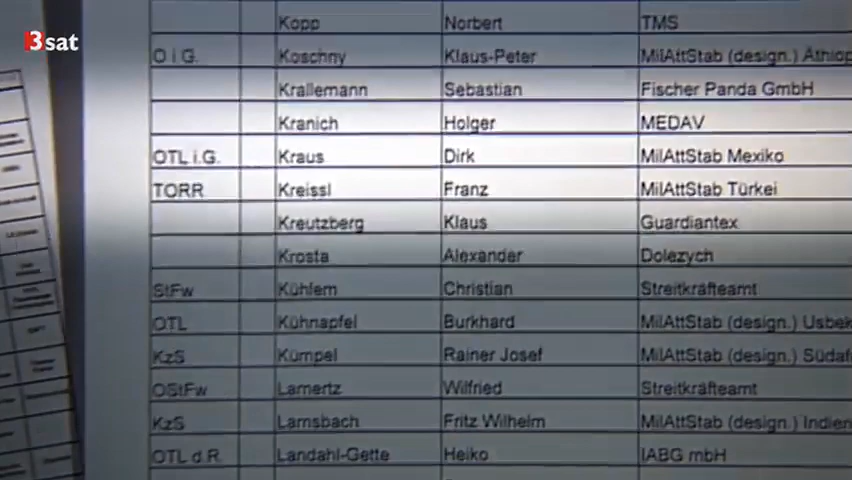 3sat
Kopp Norbert TMS
O i G. Koschny Klaus-Peter MilAttStab (design.) Äthiop
Krallemann Sebastian Fischer Panda GmbH
Kranich Holger MEDAV
OTL i.G. Kraus Dirk MilAttStab Mexiko
TORR Kreissl Franz MilAttStab Türkei
Kreutzberg Klaus Guardiantex
Krosta Alexander Dolezych
StFw Kühlem Christian Streitkräfteamt
OTL Kühnapfel Burkhard MilAttStab (design.) Usbek
KzS Kümpel Rainer Josef MilAttStab (design.) Südafr
OStFw Lamertz Wilfried Streitkräfteamt
KzS Lamsbach Fritz Wilhelm MilAttStab (design.) Indien
OTL d.R. Landahl-Gette Heiko IABG mbH